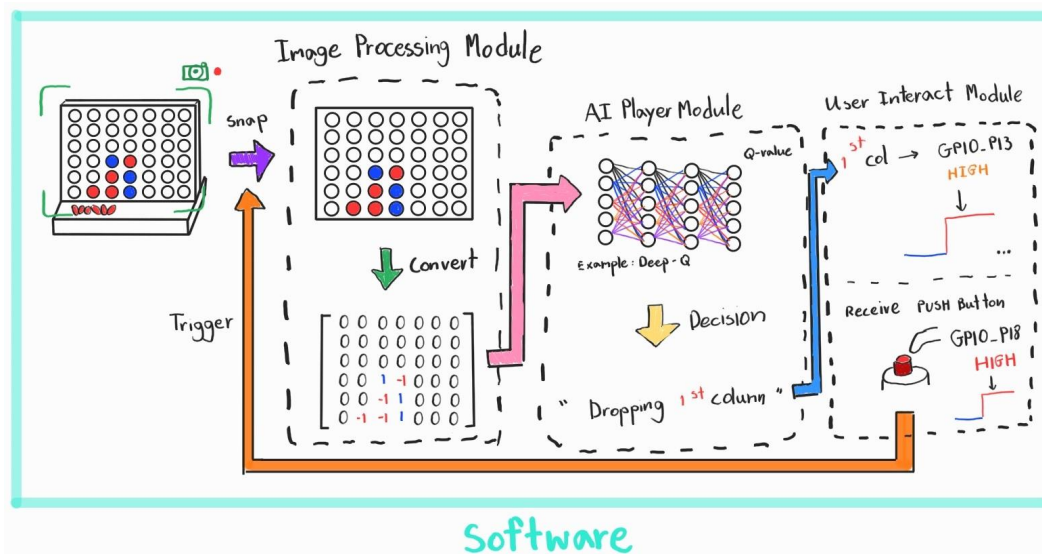 Image Processing Module
snap
Convert
0 0 0 0 0 0 0
0 0 0 0 0 0 0
0 0 0 0 0 0 0
0 0 1 -1 0 0 0
0 0 -1 1 0 0 0
0 -1 -1 1 0 0 0
Trigger
AI Player Module
Q-value
Example: Deep-Q
Decision
"Dropping 1st column"
User Interact Module
1st col → GPIO_P13
HIGH
...
Receive PUSH Button
GPIO_P18
HIGH
Software